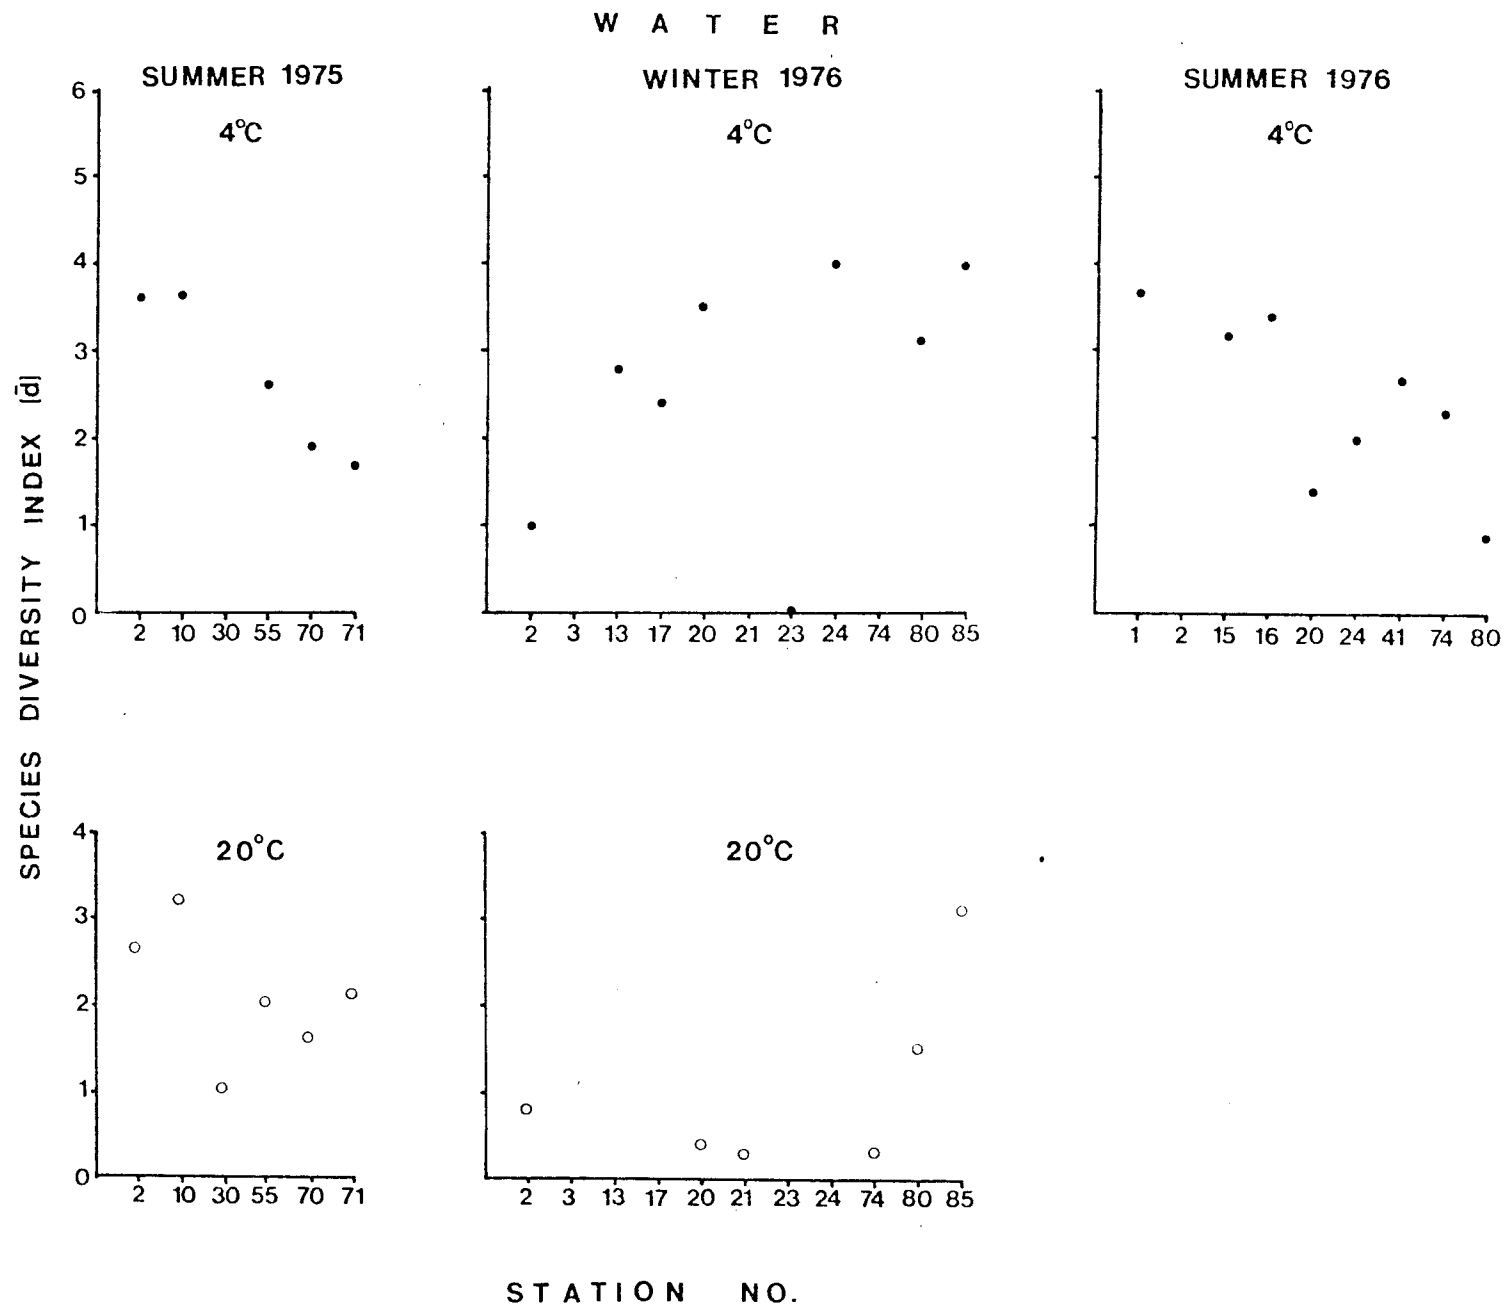 WATER
SUMMER 1975 WINTER 1976 SUMMER 1976
4°C 4°C 4°C
6
5
4
3
2
1
0
2 10 30 55 70 71
2 3 13 17 20 21 23 24 74 80 85
1 2 15 16 20 24 41 74 80
SPECIES DIVERSITY INDEX (d̄)
20°C 20°C
4
3
2
1
0
2 10 30 55 70 71
2 3 13 17 20 21 23 24 74 80 85
STATION NO.